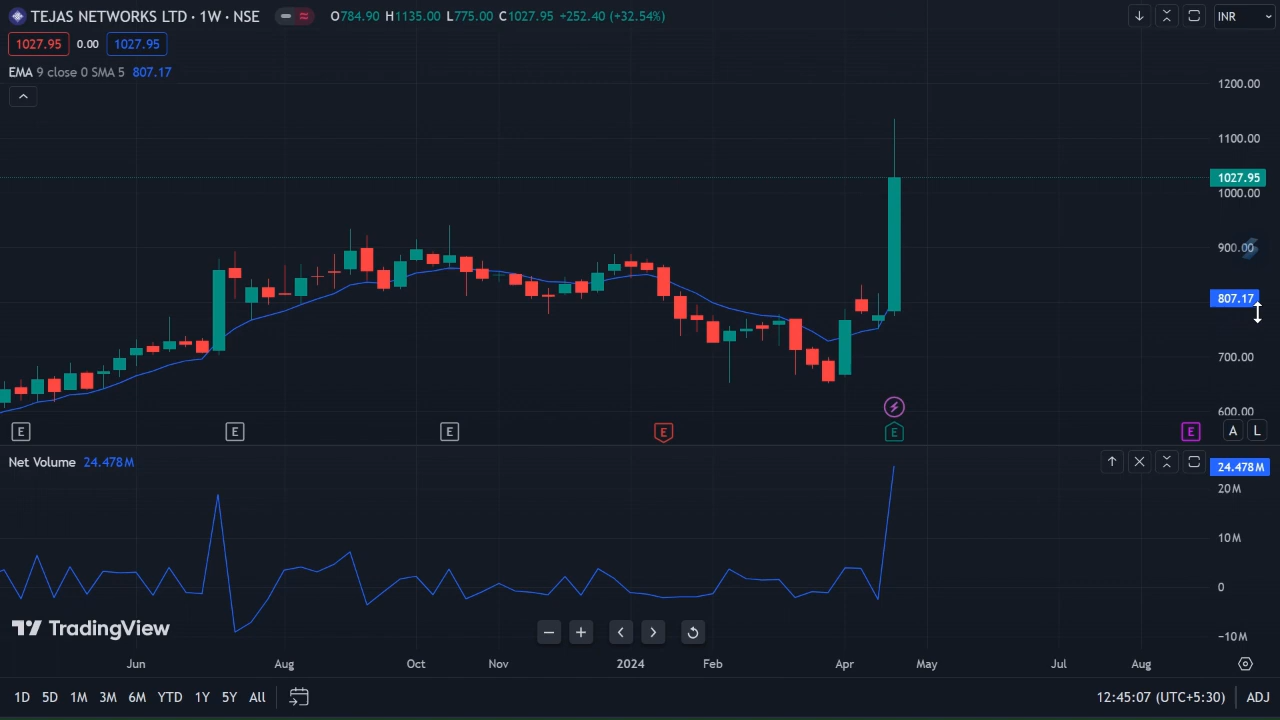 TEJAS NETWORKS LTD · 1W · NSE O784.90 H1135.00 L775.00 C1027.95 +252.40 (+32.54%) INR
1027.95 0.00 1027.95
EMA 9 close 0 SMA 5 807.17
1200.00
1100.00
1027.95
1000.00
900.00
807.17
700.00
600.00
E E E E E E A L
Net Volume 24.478M
24.478M
20M
10M
0
−10M
TradingView
Jun Aug Oct Nov 2024 Feb Apr May Jul Aug
1D 5D 1M 3M 6M YTD 1Y 5Y All 12:45:07 (UTC+5:30) ADJ